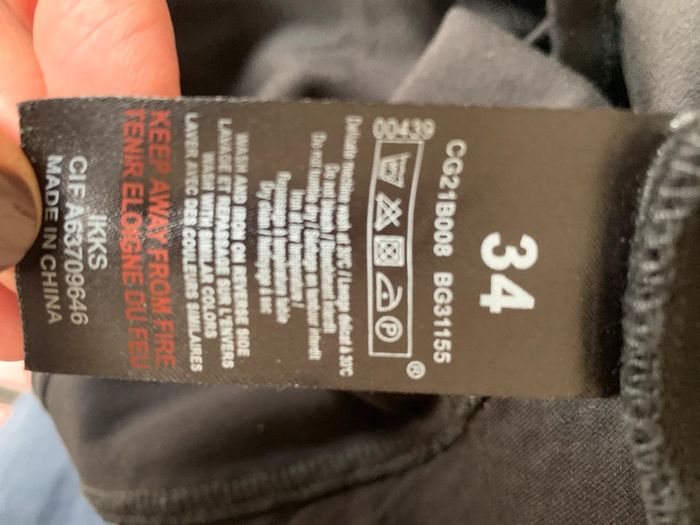 34
CG21B008 BG31155
00439
P
®
Delicate machine wash at 30°C / Lavage délicat à 30°C
Do not bleach / Blanchiment interdit
Do not tumble dry / Séchage en tambour interdit
Iron at low temperature /
Repassage à basse température
Dry clean / Nettoyage à sec
WASH AND IRON ON REVERSE SIDE
LAVAGE ET REPASSAGE SUR L'ENVERS
WASH WITH SIMILAR COLORS
LAVER AVEC DES COULEURS SIMILAIRES
KEEP AWAY FROM FIRE
TENIR ELOIGNE DU FEU
IKKS
CIF A63709646
MADE IN CHINA